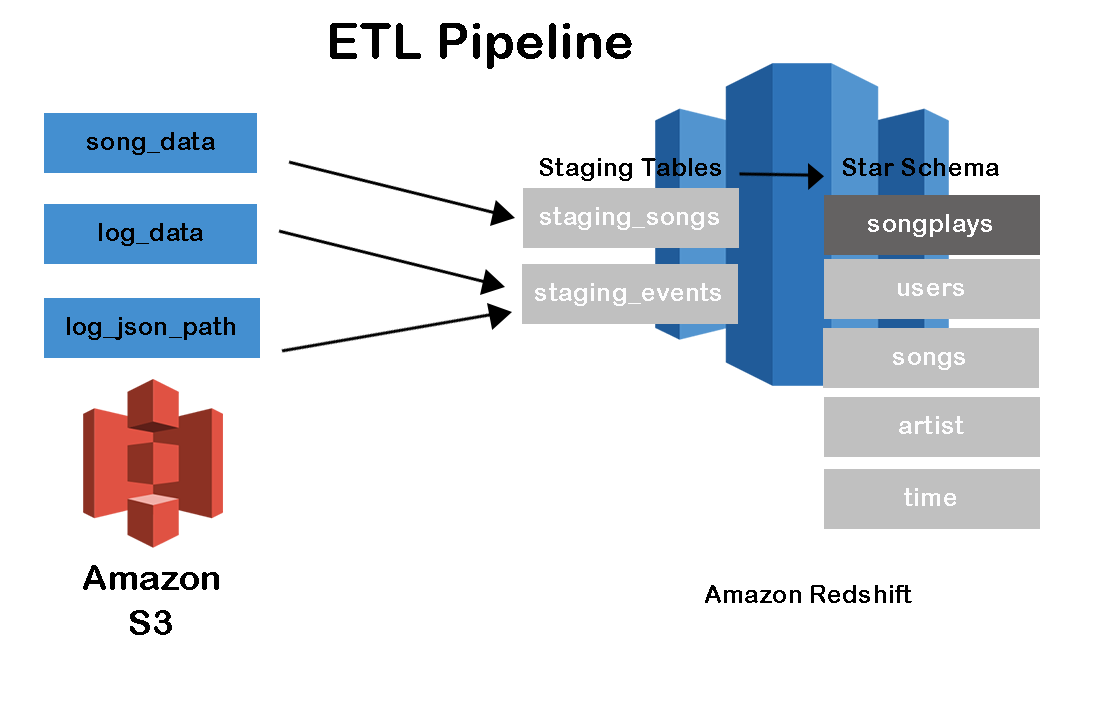 ETL Pipeline
song_data
log_data
log_json_path
Amazon
S3
Staging Tables
staging_songs
staging_events
Star Schema
songplays
users
songs
artist
time
Amazon Redshift